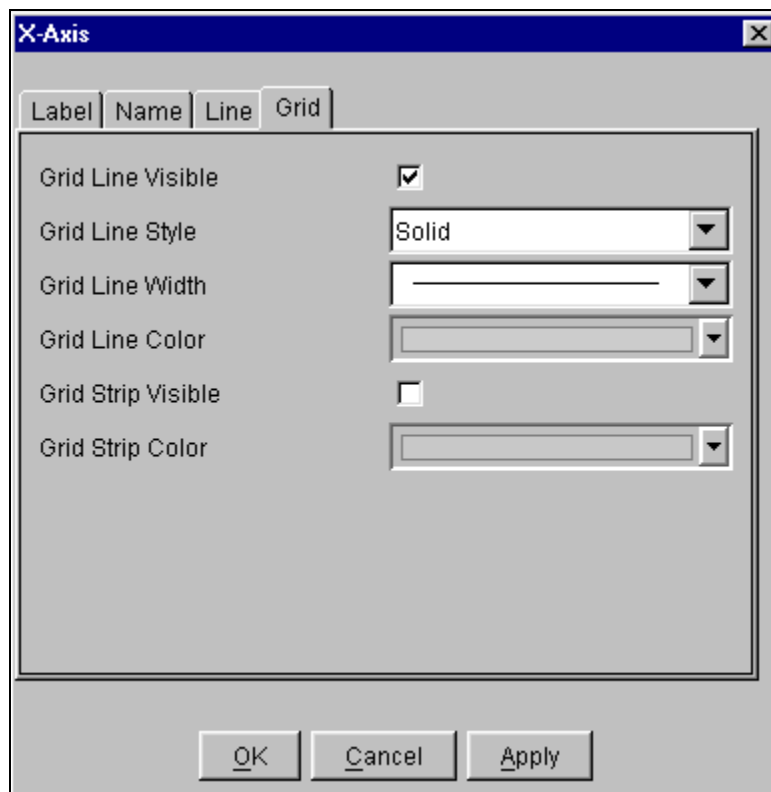 X-Axis
Label Name Line Grid
Grid Line Visible
Grid Line Style Solid
Grid Line Width
Grid Line Color
Grid Strip Visible
Grid Strip Color
OK Cancel Apply